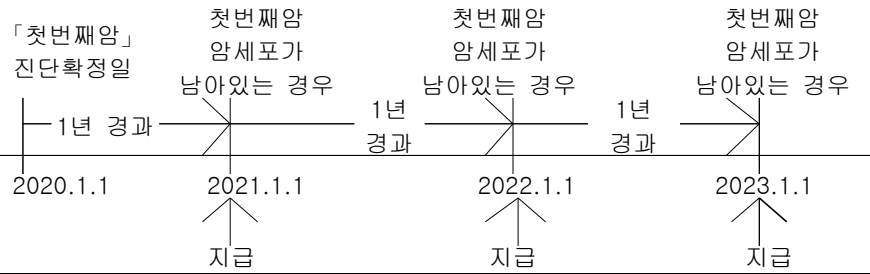 「첫번째암」
진단확정일
첫번째암
암세포가
남아있는 경우
첫번째암
암세포가
남아있는 경우
첫번째암
암세포가
남아있는 경우
1년 경과
1년
경과
1년
경과
2020.1.1
2021.1.1
2022.1.1
2023.1.1
지급
지급
지급